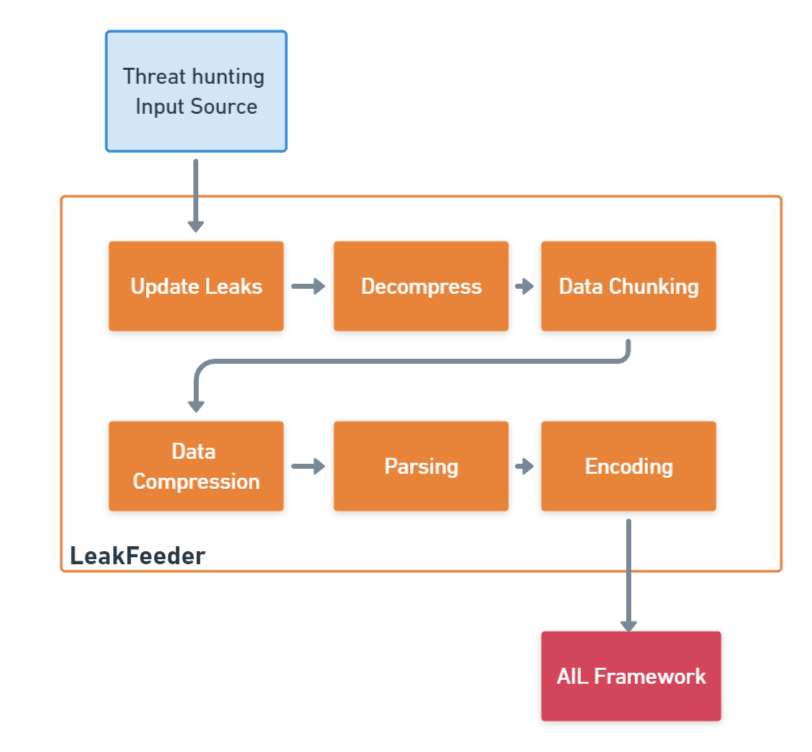 Threat hunting
Input Source
Update Leaks
Decompress
Data Chunking
Data
Compression
Parsing
Encoding
LeakFeeder
AIL Framework